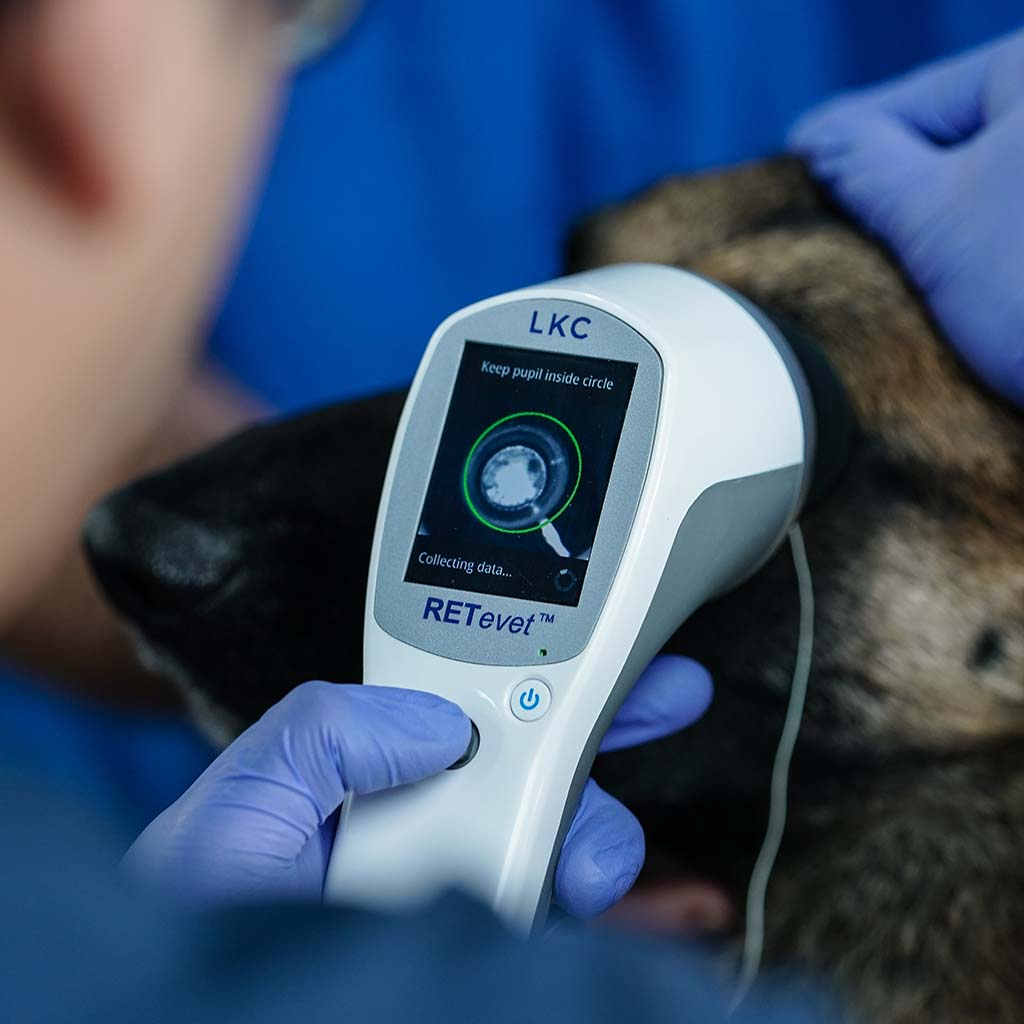 LKC
Keep pupil inside circle
Collecting data...
RETevet™